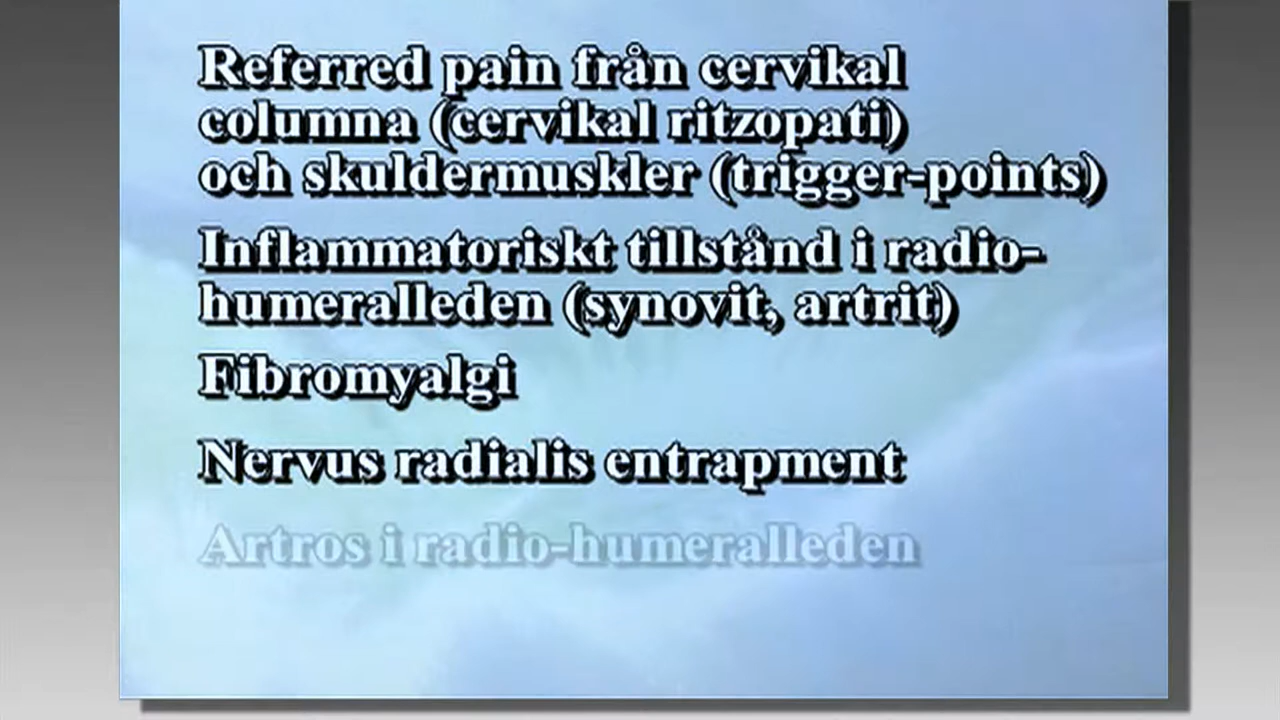 Referred pain från cervikal
columna (cervikal ritzopati)
och skuldermuskler (trigger-points)
Inflammatoriskt tillstånd i radio-
humeralleden (synovit, artrit)
Fibromyalgi
Nervus radialis entrapment
Artros i radio-humeralleden